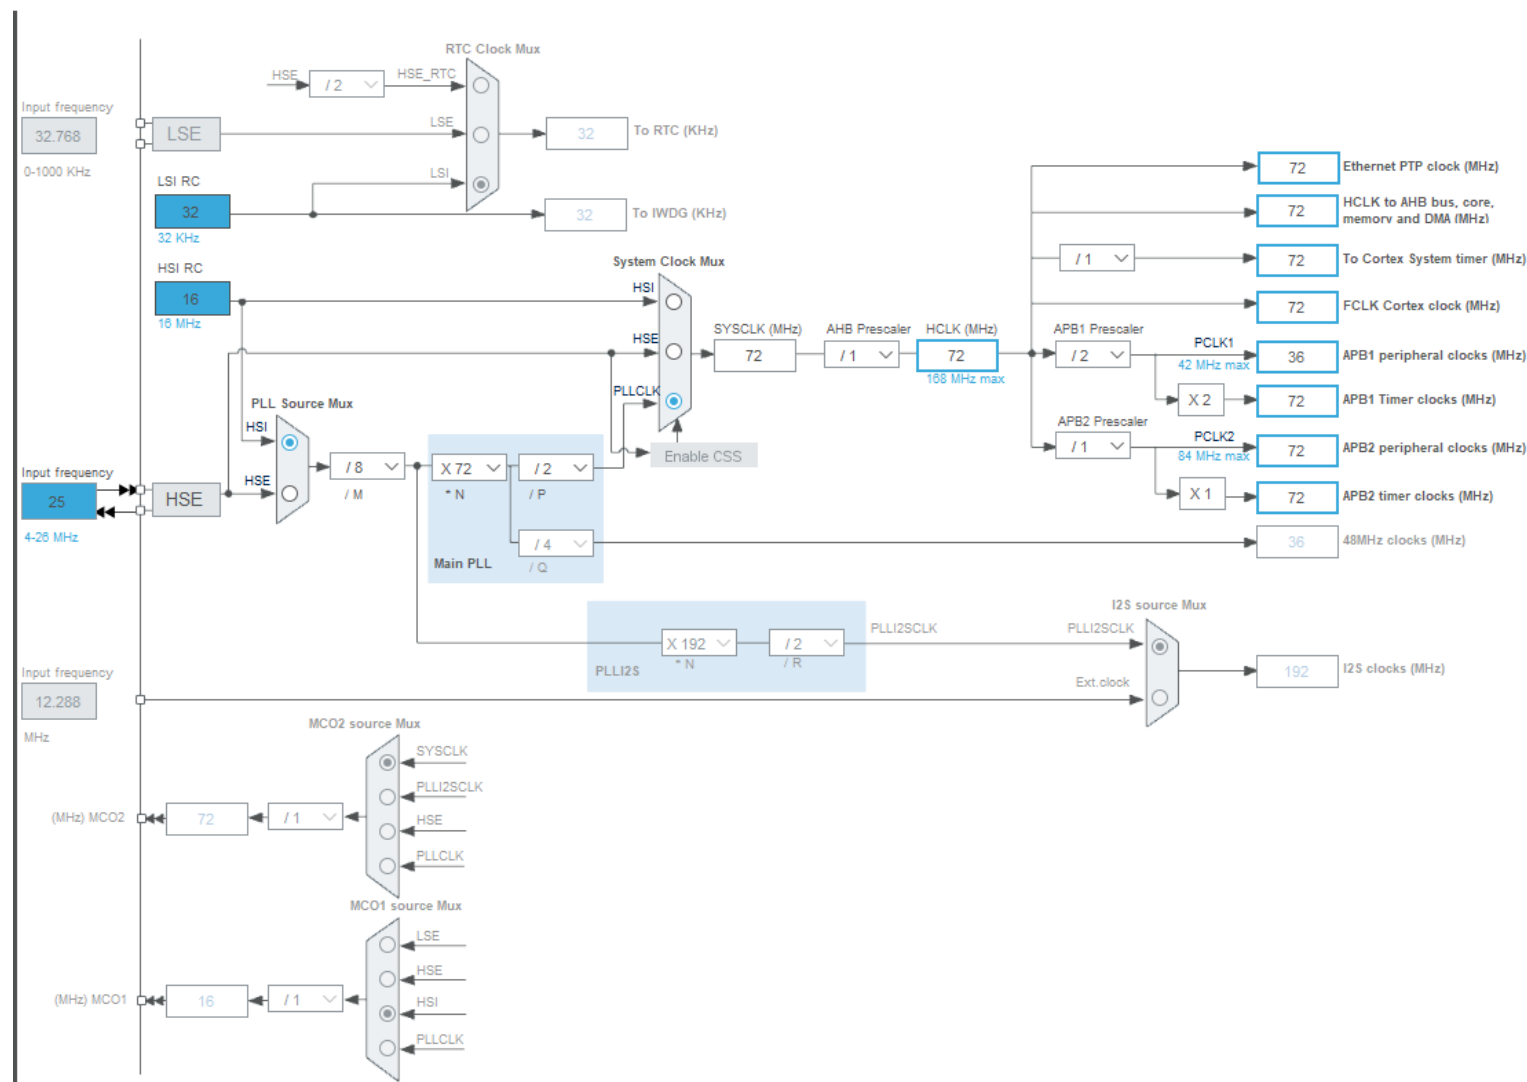 RTC Clock Mux
HSE
/ 2
HSE_RTC
Input frequency
32.768
0-1000 KHz
LSE
LSE
32
To RTC (KHz)
LSI
LSI RC
32
32 KHz
32
To IWDG (KHz)
HSI RC
16
16 MHz
System Clock Mux
HSI
HSE
PLLCLK
Enable CSS
SYSCLK (MHz)
72
AHB Prescaler
/ 1
HCLK (MHz)
72
168 MHz max
72
Ethernet PTP clock (MHz)
72
HCLK to AHB bus, core,
memory and DMA (MHz)
/ 1
72
To Cortex System timer (MHz)
72
FCLK Cortex clock (MHz)
APB1 Prescaler
/ 2
PCLK1
42 MHz max
36
APB1 peripheral clocks (MHz)
X 2
72
APB1 Timer clocks (MHz)
APB2 Prescaler
/ 1
PCLK2
84 MHz max
72
APB2 peripheral clocks (MHz)
X 1
72
APB2 timer clocks (MHz)
36
48MHz clocks (MHz)
PLL Source Mux
HSI
HSE
Input frequency
25
4-26 MHz
HSE
/ 8
/ M
X 72
* N
/ 2
/ P
/ 4
/ Q
Main PLL
X 192
* N
/ 2
/ R
PLLI2S
PLLI2SCLK
I2S source Mux
PLLI2SCLK
Ext.clock
192
I2S clocks (MHz)
Input frequency
12.288
MHz
MCO2 source Mux
SYSCLK
PLLI2SCLK
HSE
PLLCLK
(MHz) MCO2
72
/ 1
MCO1 source Mux
LSE
HSE
HSI
PLLCLK
(MHz) MCO1
16
/ 1